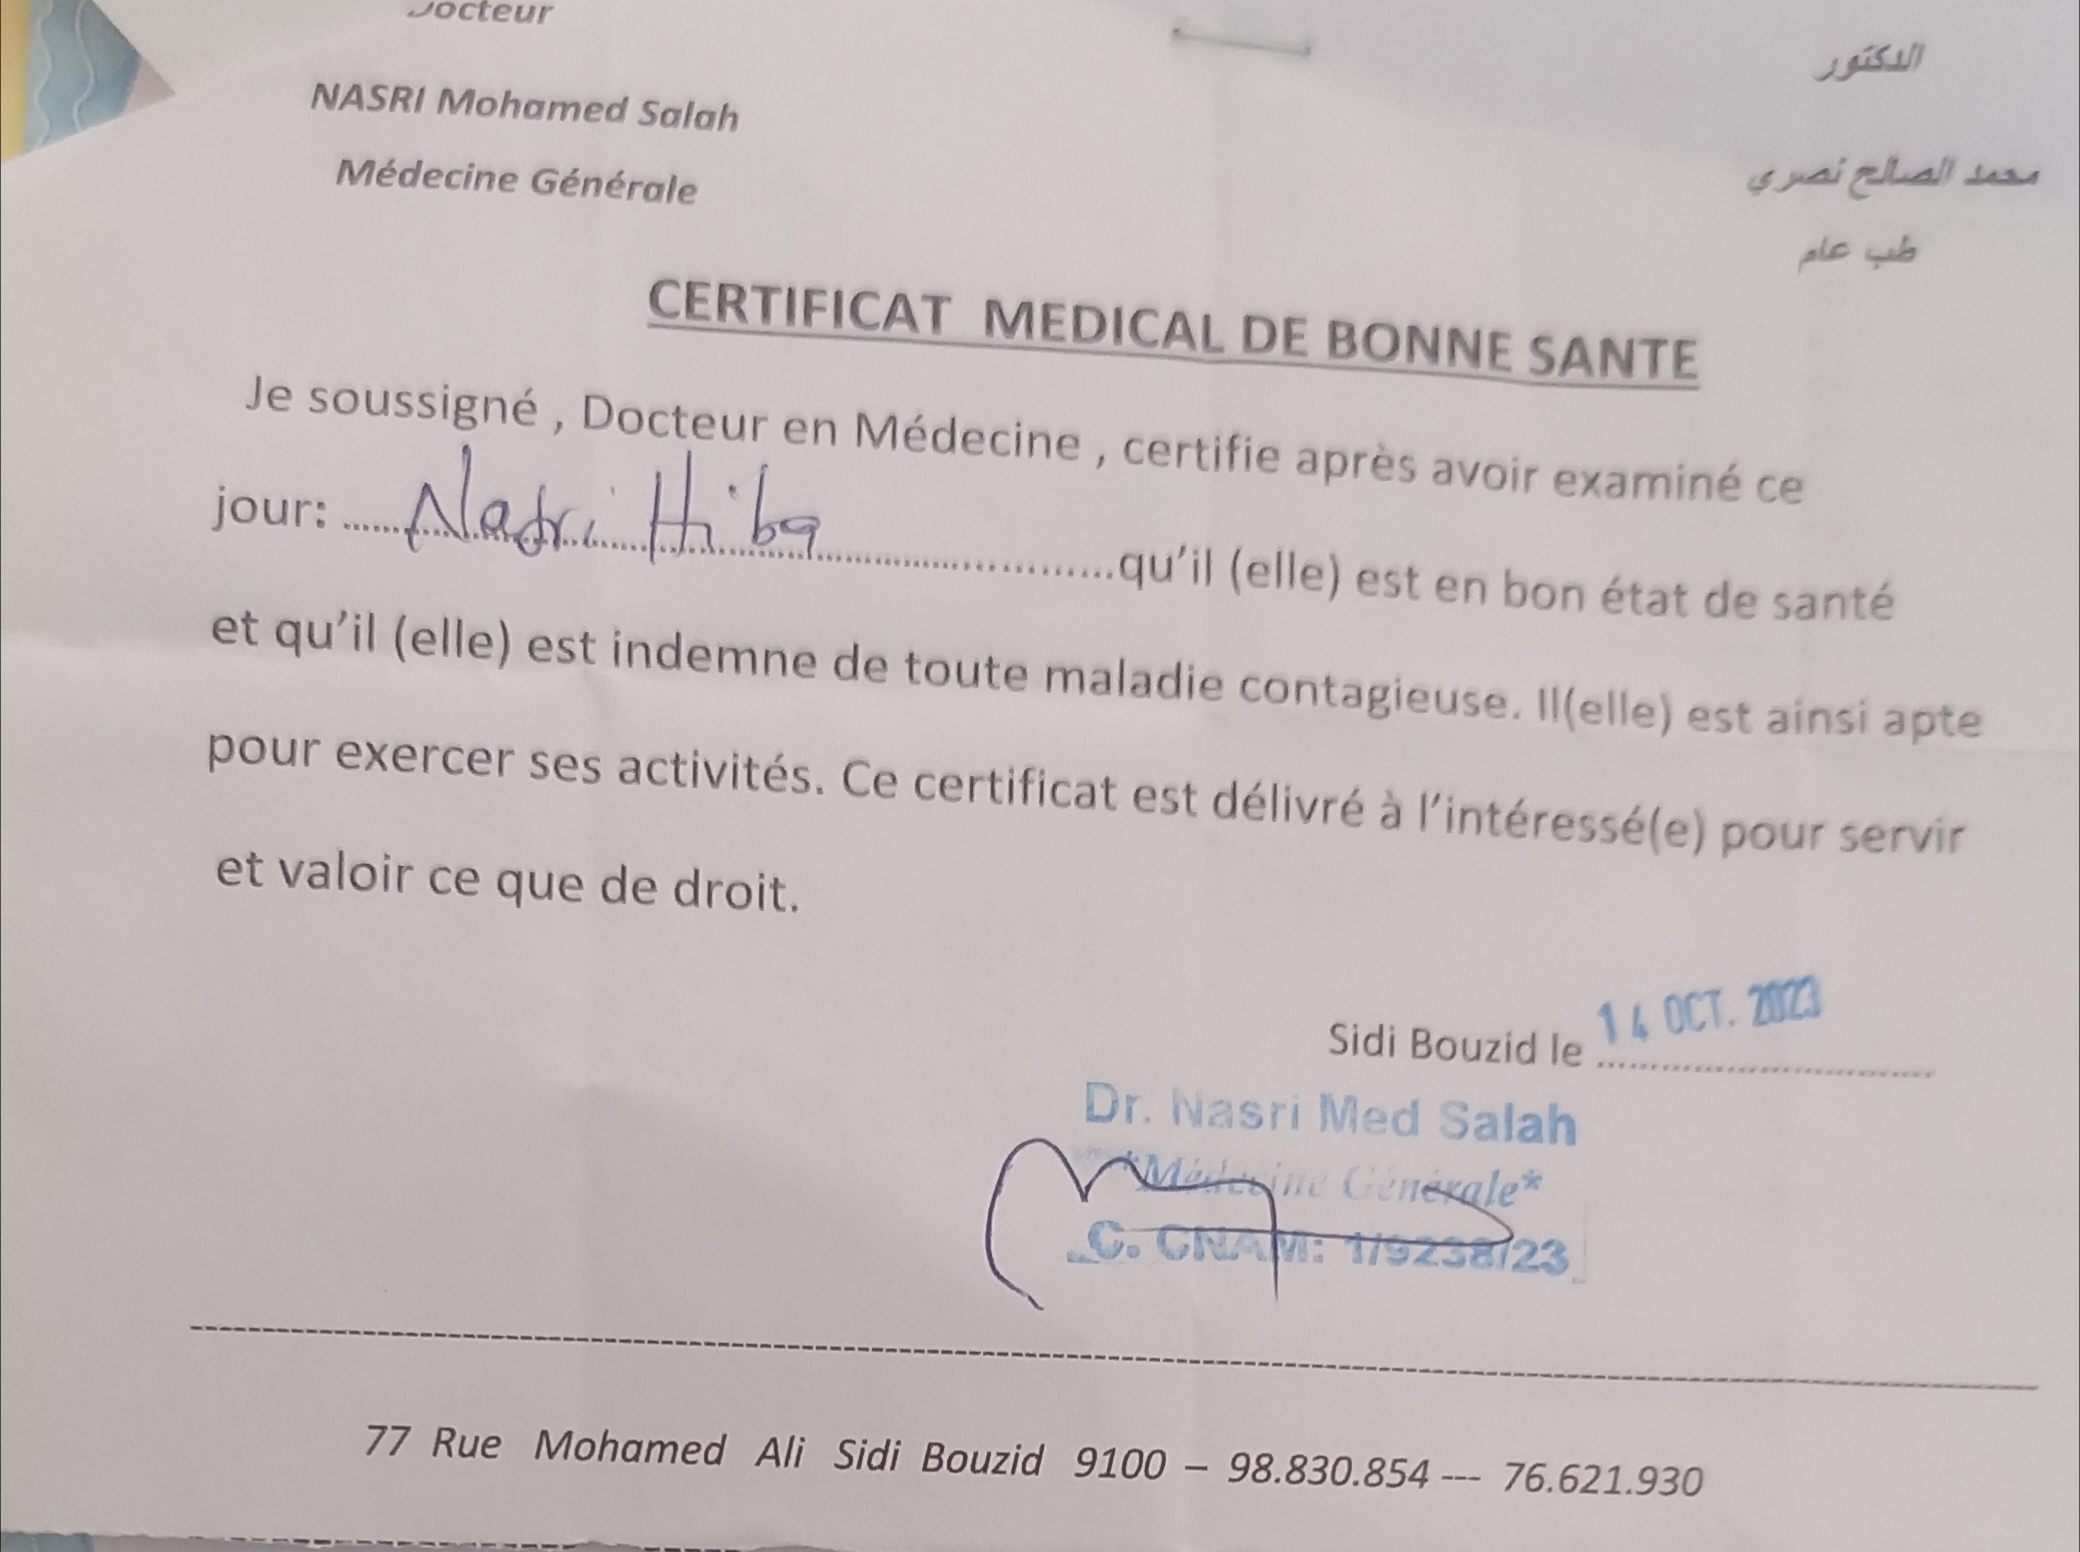 Docteur
الدكتور
NASRI Mohamed Salah
محمد الصالح نصري
Médecine Générale
طب عام
CERTIFICAT MEDICAL DE BONNE SANTE
Je soussigné , Docteur en Médecine , certifie après avoir examiné ce
jour: ...... Nasri Hiba ..............................qu'il (elle) est en bon état de santé
et qu'il (elle) est indemne de toute maladie contagieuse. Il(elle) est ainsi apte
pour exercer ses activités. Ce certificat est délivré à l'intéressé(e) pour servir
et valoir ce que de droit.
Sidi Bouzid le 14 OCT. 2023
Dr. Nasri Med Salah
*Médecine Générale*
C. CNAM: 1/9238/23
77 Rue Mohamed Ali Sidi Bouzid 9100 – 98.830.854 --- 76.621.930